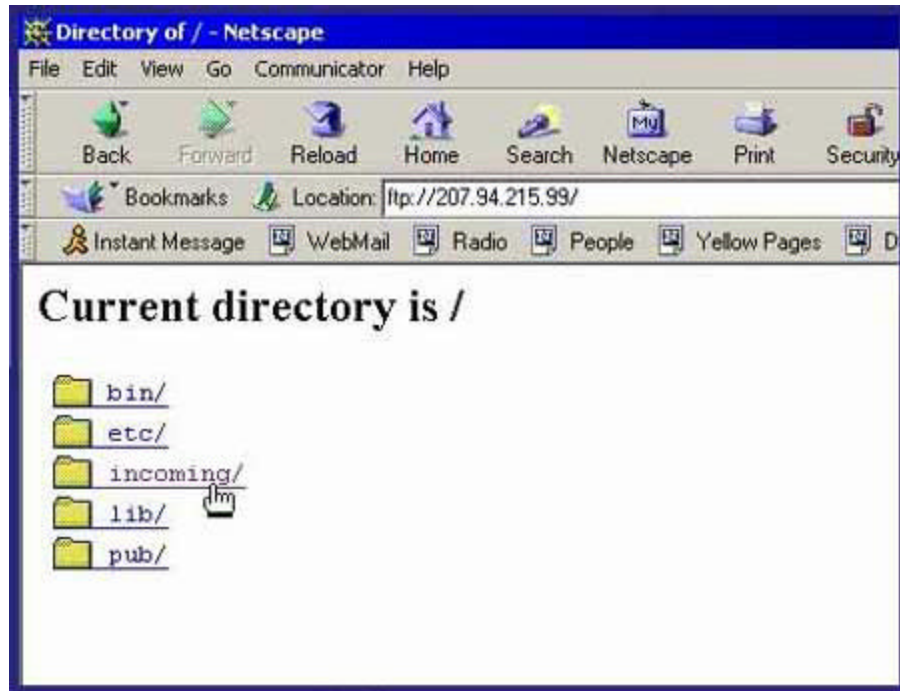 Directory of / - Netscape
File Edit View Go Communicator Help
Back Forward Reload Home Search Netscape Print Security
Bookmarks Location: ftp://207.94.215.99/
Instant Message WebMail Radio People Yellow Pages D
Current directory is /
bin/
etc/
incoming/
lib/
pub/